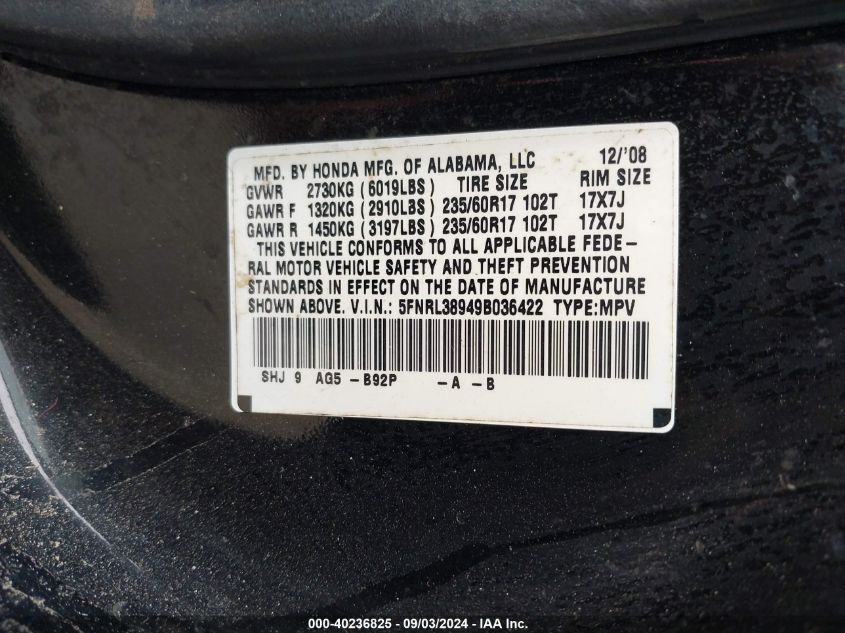 MFD. BY HONDA MFG. OF ALABAMA, LLC 12/'08
GVWR 2730KG (6019LBS) TIRE SIZE RIM SIZE
GAWR F 1320KG (2910LBS) 235/60R17 102T 17X7J
GAWR R 1450KG (3197LBS) 235/60R17 102T 17X7J
THIS VEHICLE CONFORMS TO ALL APPLICABLE FEDE-
RAL MOTOR VEHICLE SAFETY AND THEFT PREVENTION
STANDARDS IN EFFECT ON THE DATE OF MANUFACTURE
SHOWN ABOVE. V.I.N.: 5FNRL38949B036422 TYPE:MPV
SHJ 9 AG5 -B92P -A -B
000-40236825 - 09/03/2024 - IAA Inc.